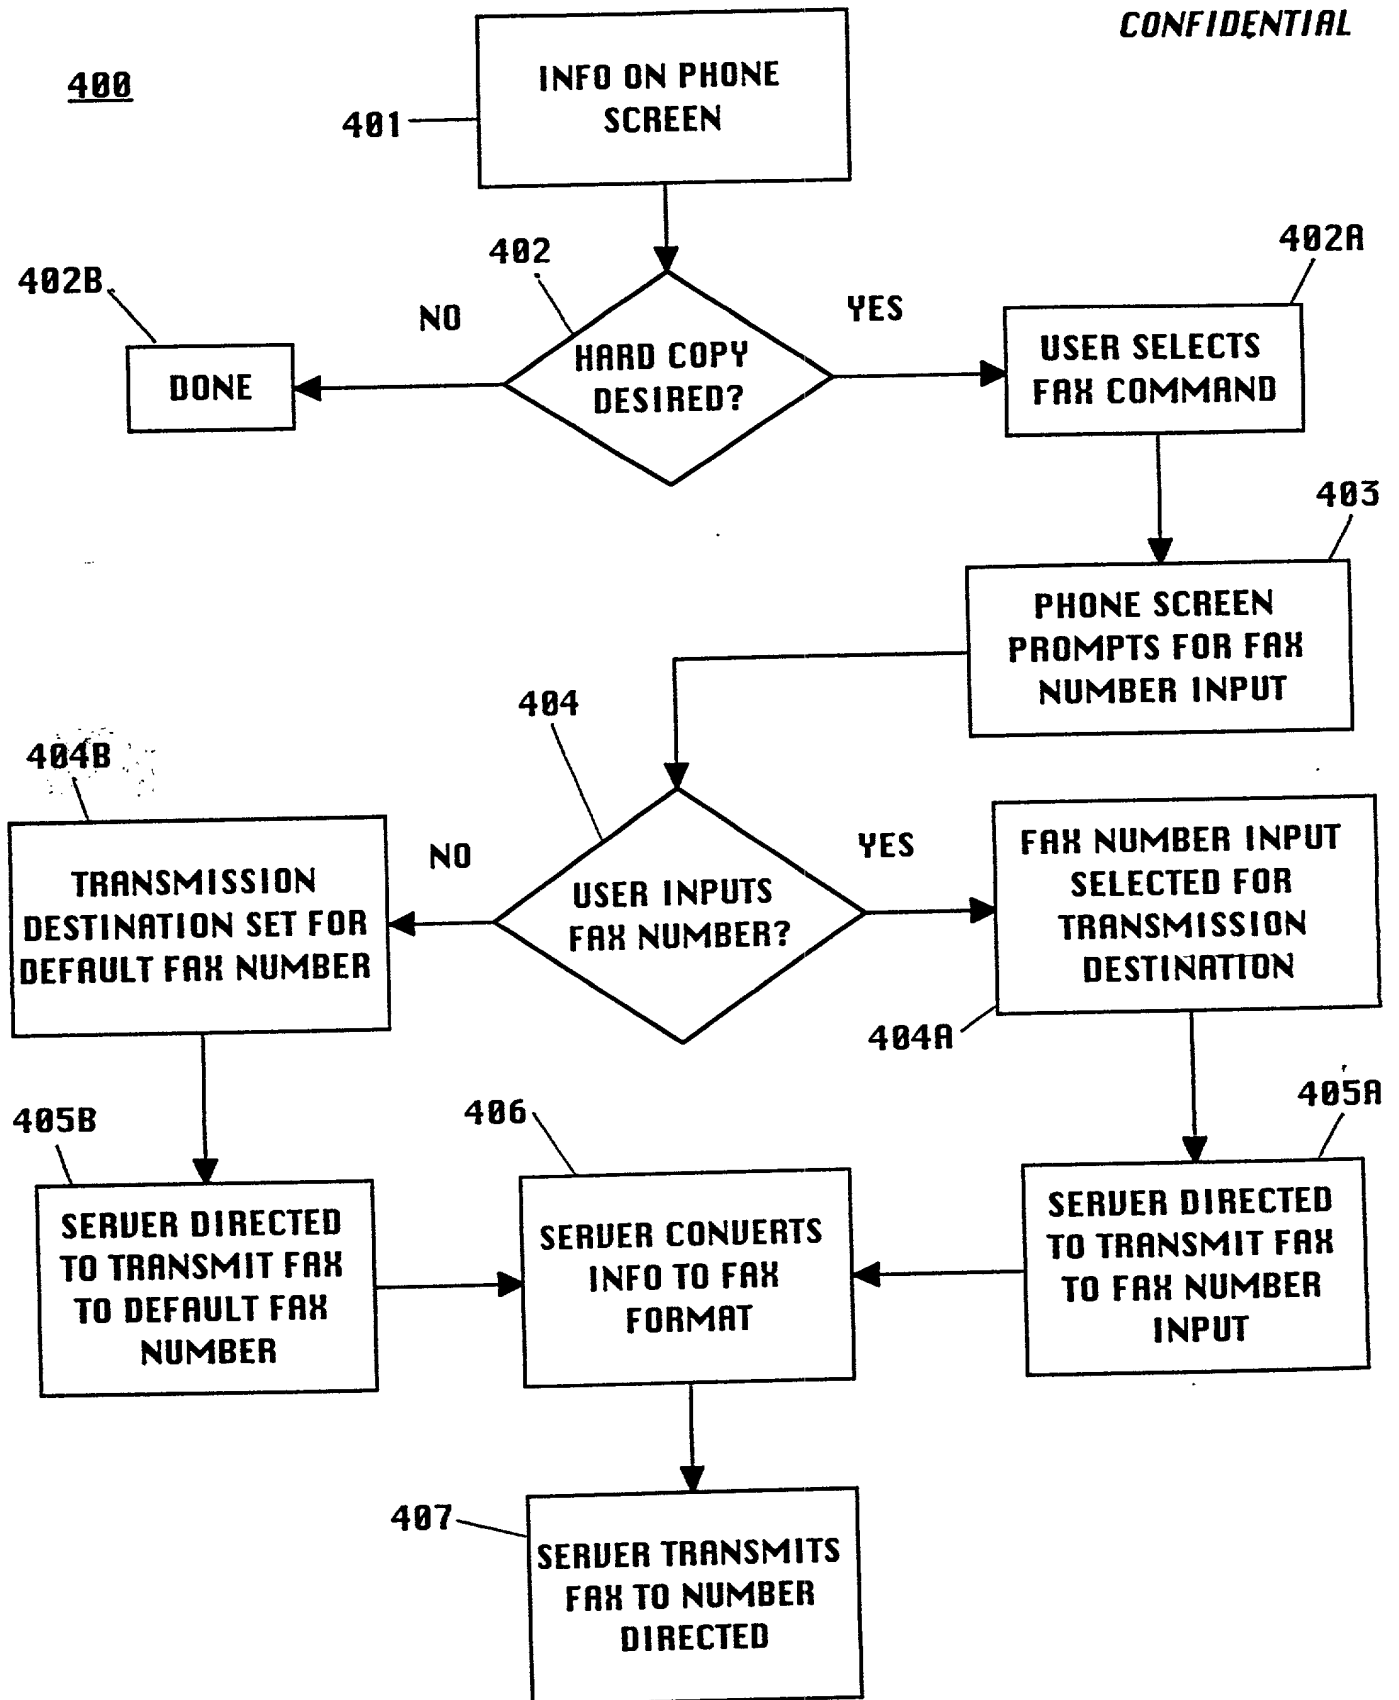 CONFIDENTIAL
400
INFO ON PHONE
SCREEN
401
402
402A
402B
NO
YES
HARD COPY
DESIRED?
DONE
USER SELECTS
FAX COMMAND
403
PHONE SCREEN
PROMPTS FOR FAX
NUMBER INPUT
404
404B
NO
YES
TRANSMISSION
DESTINATION SET FOR
DEFAULT FAX NUMBER
USER INPUTS
FAX NUMBER?
FAX NUMBER INPUT
SELECTED FOR
TRANSMISSION
DESTINATION
404A
405B
406
405A
SERVER DIRECTED
TO TRANSMIT FAX
TO DEFAULT FAX
NUMBER
SERVER CONVERTS
INFO TO FAX
FORMAT
SERVER DIRECTED
TO TRANSMIT FAX
TO FAX NUMBER
INPUT
407
SERVER TRANSMITS
FAX TO NUMBER
DIRECTED